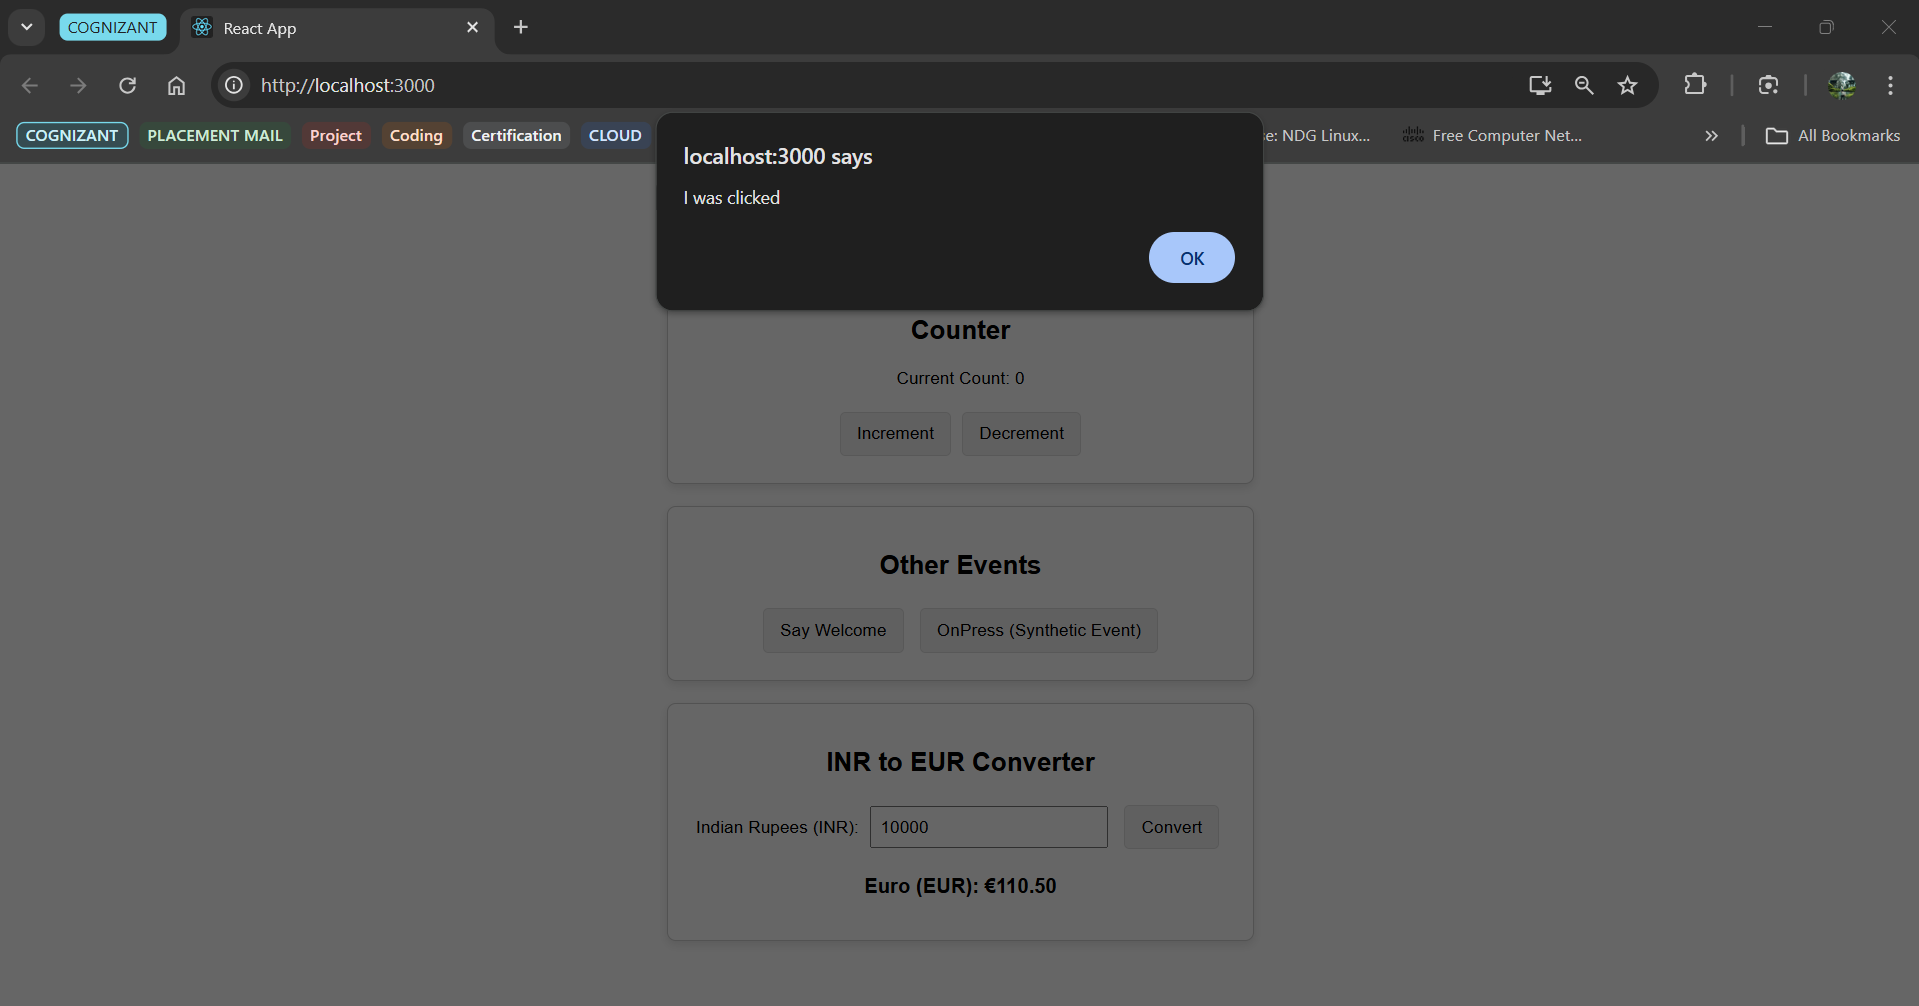 COGNIZANT
React App
http://localhost:3000
COGNIZANT PLACEMENT MAIL Project Coding Certification CLOUD e: NDG Linux... Free Computer Net... » All Bookmarks
localhost:3000 says
I was clicked
OK
Counter
Current Count: 0
Increment Decrement
Other Events
Say Welcome OnPress (Synthetic Event)
INR to EUR Converter
Indian Rupees (INR): 10000 Convert
Euro (EUR): €110.50